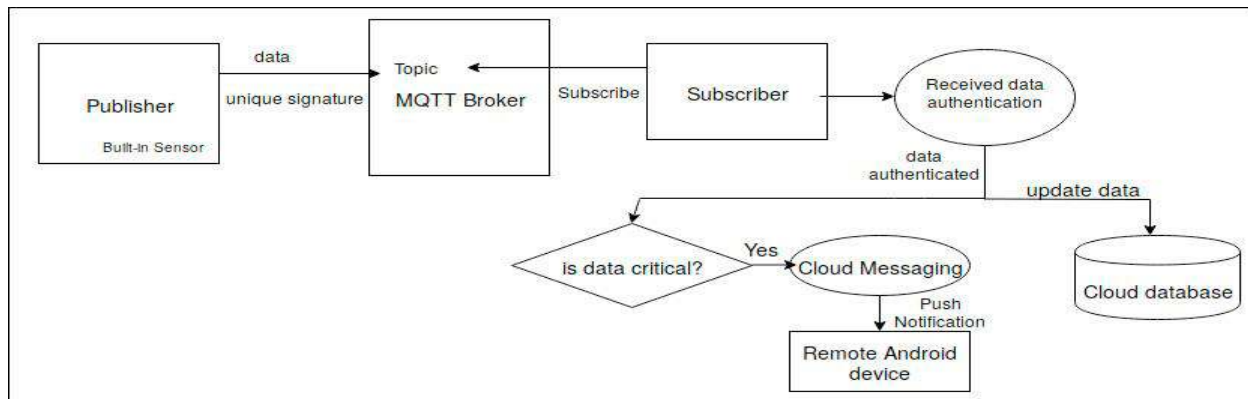 data
unique signature
Publisher
Built-in Sensor
Topic
MQTT Broker
Subscribe
Subscriber
Received data
authentication
data
authenticated
update data
is data critical?
Yes
Cloud Messaging
Push
Notification
Remote Android
device
Cloud database